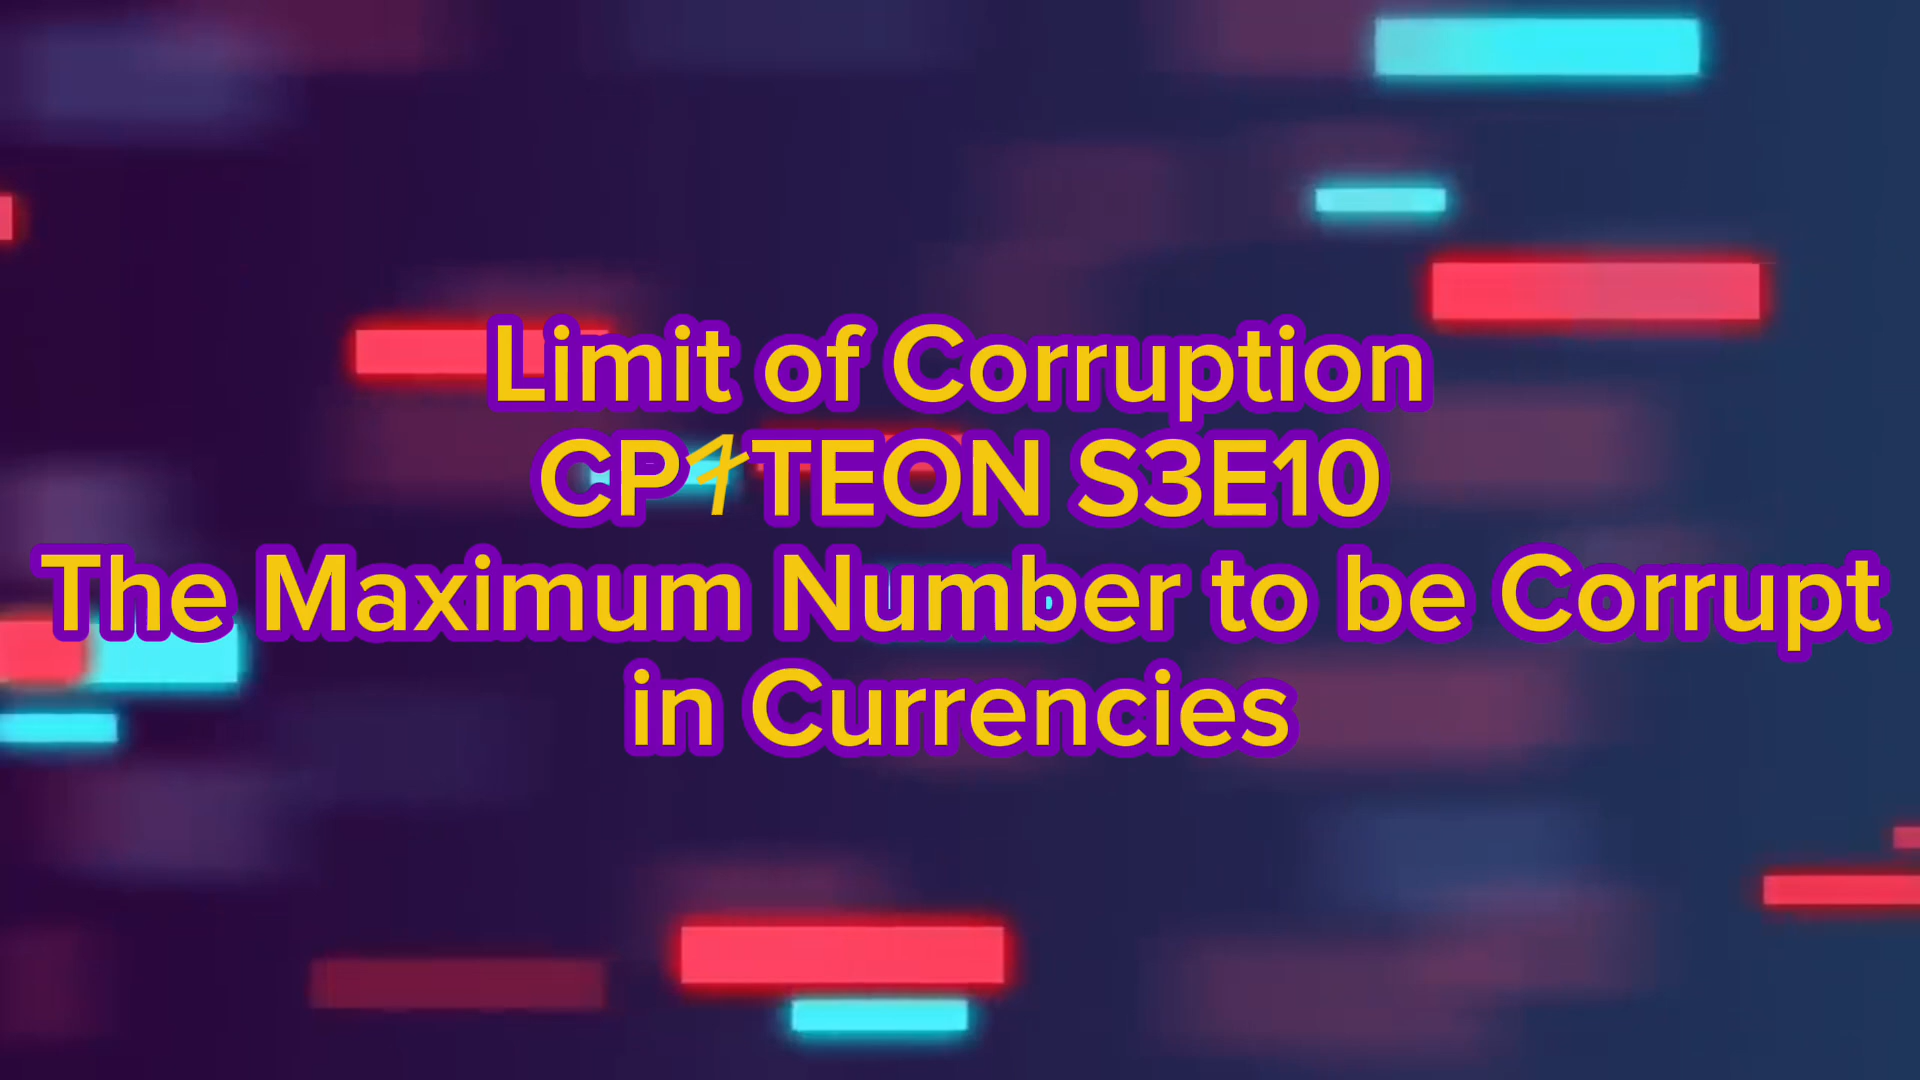 Limit of Corruption
S3E10
The Maximum Number to be Corrupt
in Currencies